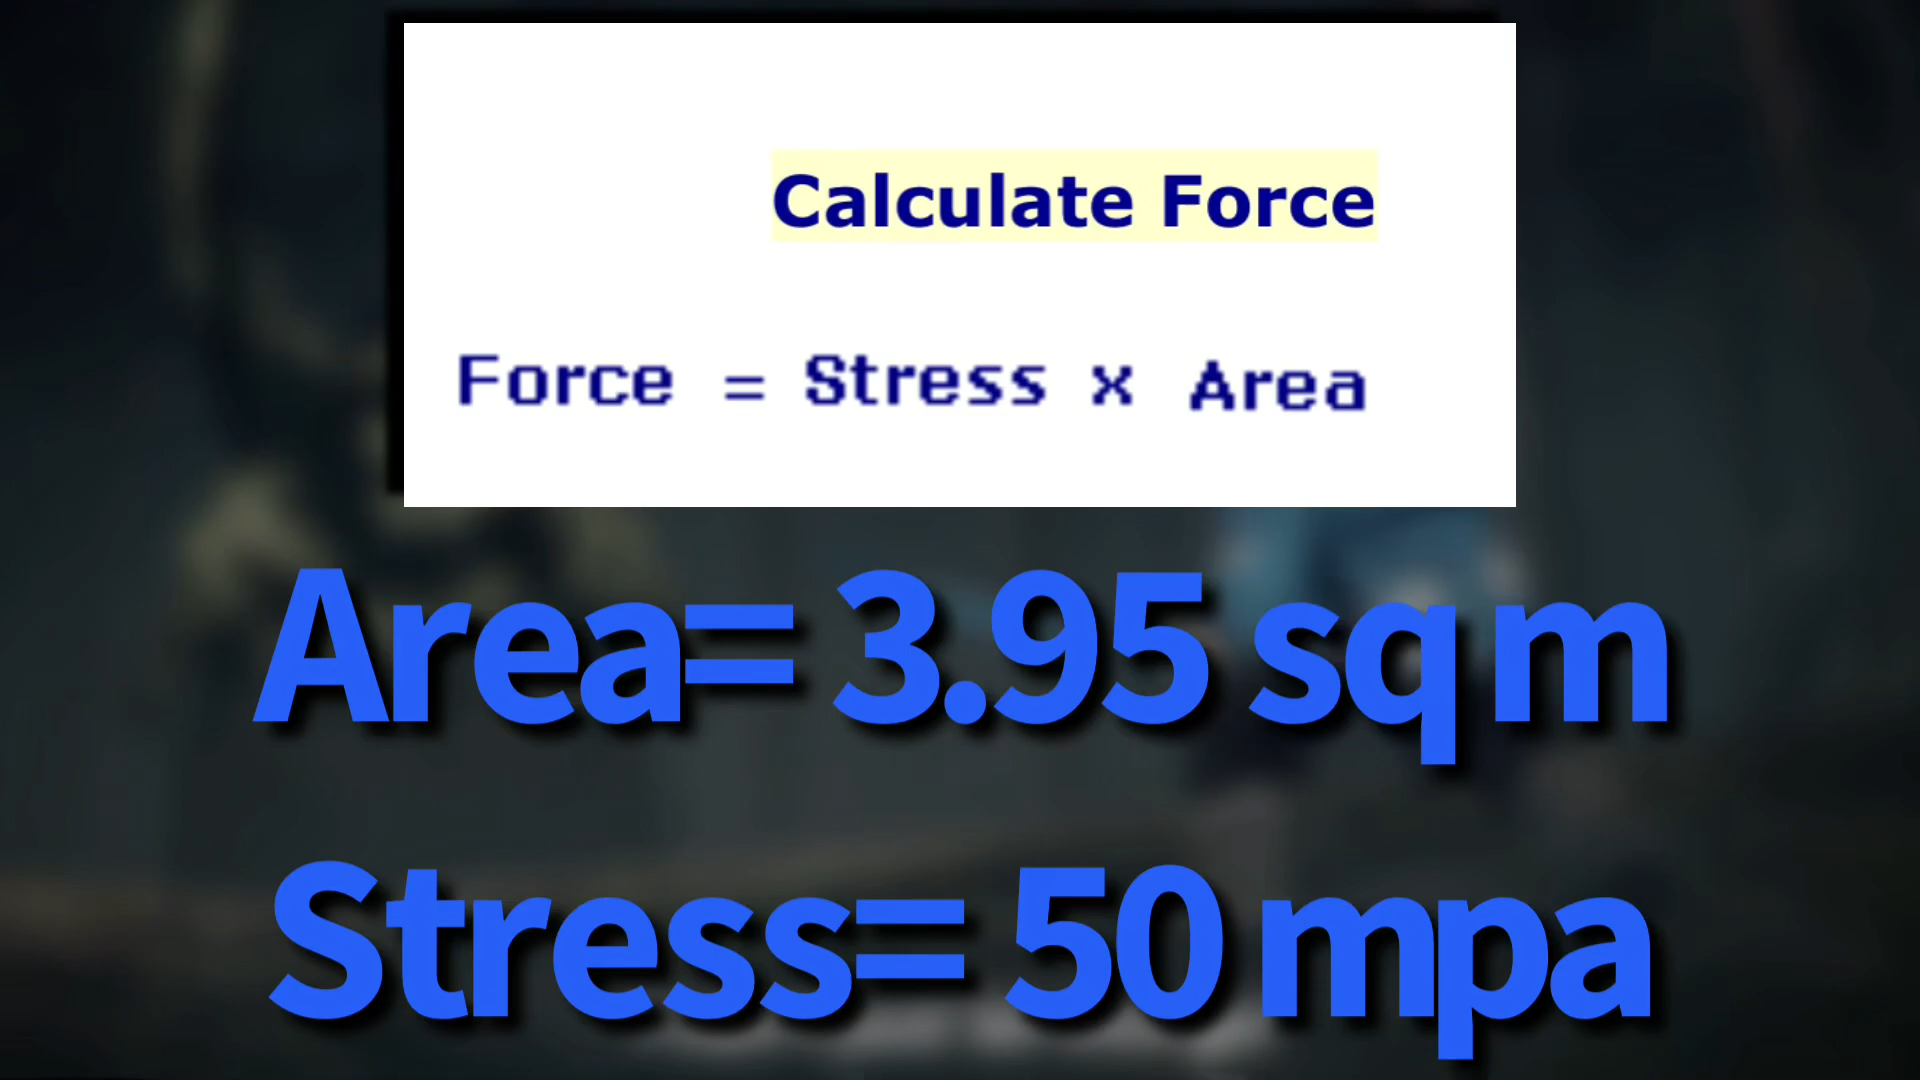 Calculate Force
Force = Stress x Area
Area= 3.95 sq m
Stress= 50 mpa